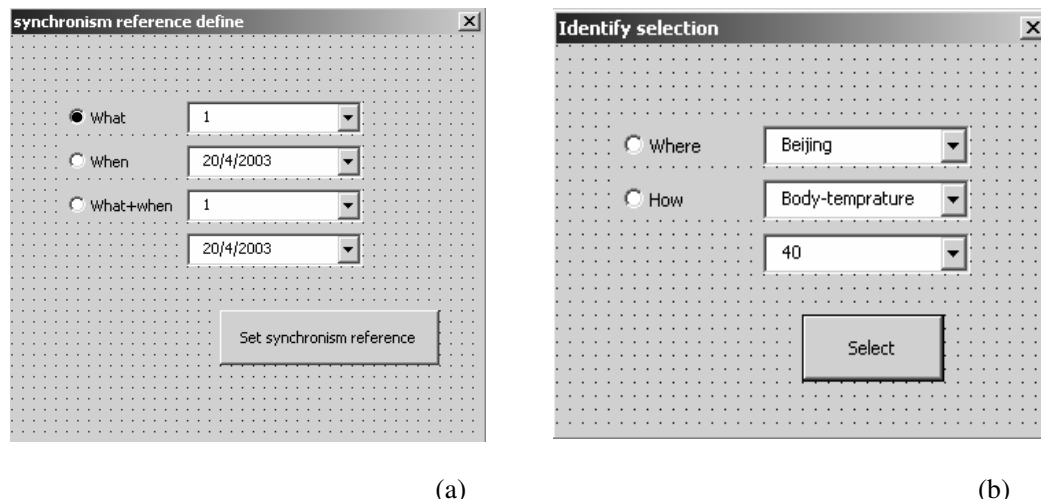 synchronism reference define
What 1
When 20/4/2003
What+when 1
20/4/2003
Set synchronism reference
(a)
Identify selection
Where Beijing
How Body-temprature
40
Select
(b)